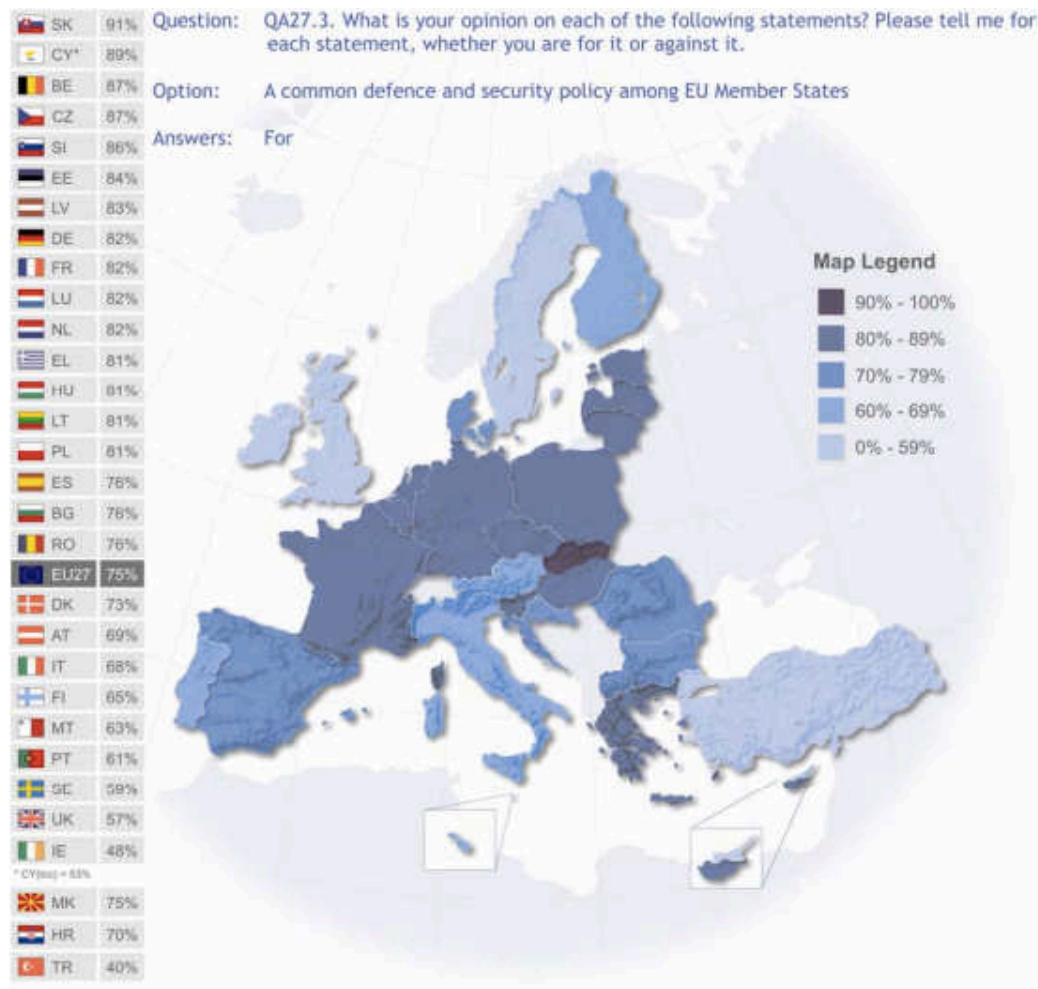 Question: QA27.3. What is your opinion on each of the following statements? Please tell me for
each statement, whether you are for it or against it.
Option: A common defence and security policy among EU Member States
Answers: For
SK 91%
CY* 89%
BE 87%
CZ 87%
SI 86%
EE 84%
LV 83%
DE 82%
FR 82%
LU 82%
NL 82%
EL 81%
HU 81%
LT 81%
PL 81%
ES 76%
BG 76%
RO 76%
EU27 75%
DK 73%
AT 69%
IT 68%
FI 65%
MT 63%
PT 61%
SE 59%
UK 57%
IE 48%
MK 75%
HR 70%
TR 40%
Map Legend
90% - 100%
80% - 89%
70% - 79%
60% - 69%
0% - 59%